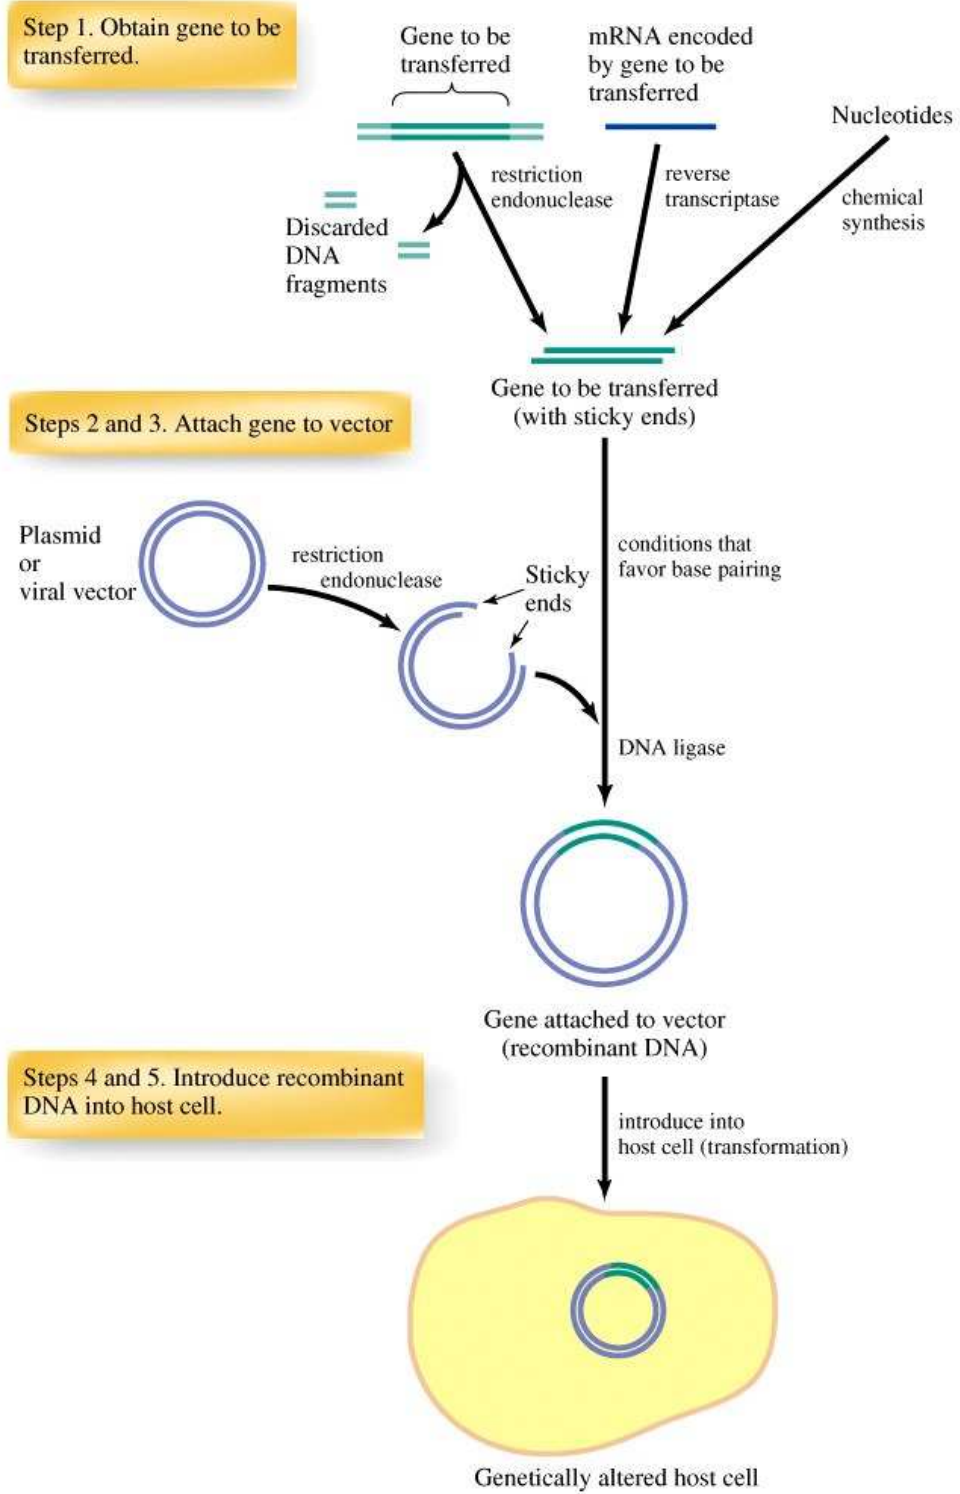 Step 1. Obtain gene to be
transferred.
Gene to be
transferred
mRNA encoded
by gene to be
transferred
Nucleotides
restriction
endonuclease
reverse
transcriptase
chemical
synthesis
Discarded
DNA
fragments
Gene to be transferred
(with sticky ends)
Steps 2 and 3. Attach gene to vector
Plasmid
or
viral vector
restriction
endonuclease
Sticky
ends
conditions that
favor base pairing
DNA ligase
Gene attached to vector
(recombinant DNA)
Steps 4 and 5. Introduce recombinant
DNA into host cell.
introduce into
host cell (transformation)
Genetically altered host cell